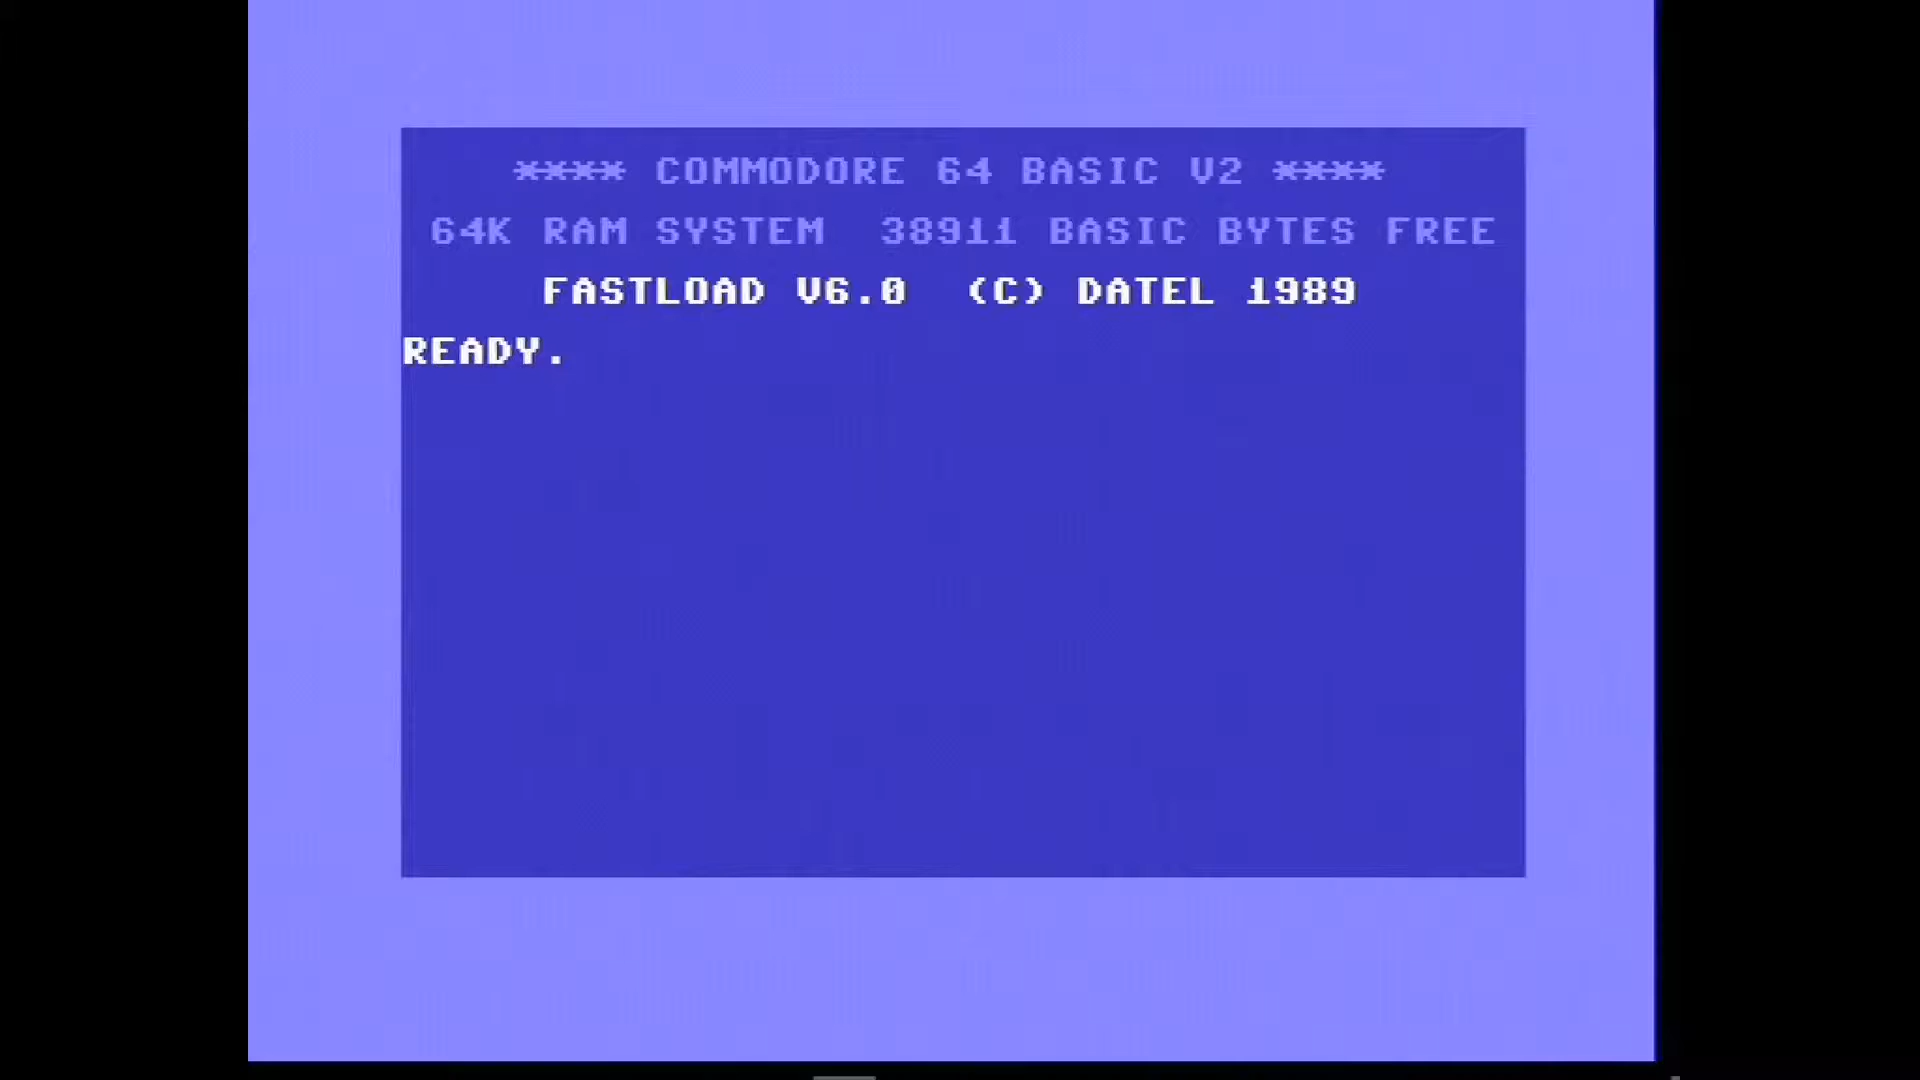 **** COMMODORE 64 BASIC V2 ****
64K RAM SYSTEM  38911 BASIC BYTES FREE
FASTLOAD V6.0  (C) DATEL 1989
READY.